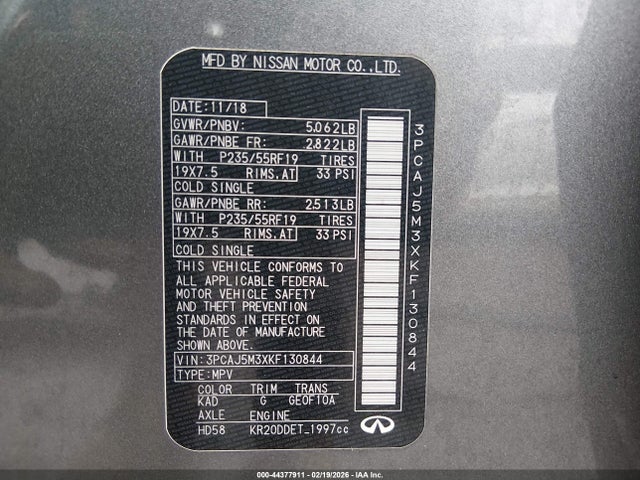 MFD BY NISSAN MOTOR CO.,LTD.
DATE:11/18
GVWR/PNBV: 5,062LB
GAWR/PNBE FR: 2,822LB
WITH P235/55RF19 TIRES
19X7.5 RIMS.AT 33 PSI
COLD SINGLE
GAWR/PNBE RR: 2,513LB
WITH P235/55RF19 TIRES
19X7.5 RIMS.AT 33 PSI
COLD SINGLE
THIS VEHICLE CONFORMS TO
ALL APPLICABLE FEDERAL
MOTOR VEHICLE SAFETY
AND THEFT PREVENTION
STANDARDS IN EFFECT ON
THE DATE OF MANUFACTURE
SHOWN ABOVE.
VIN:3PCAJ5M3XKF130844
TYPE:MPV
COLOR TRIM TRANS
KAD G GE0F10A
AXLE ENGINE
HD58 KR20DDET_1997cc
3PCAJ5M3XKF130844
000-44377911 - 02/19/2026 - IAAI.COM